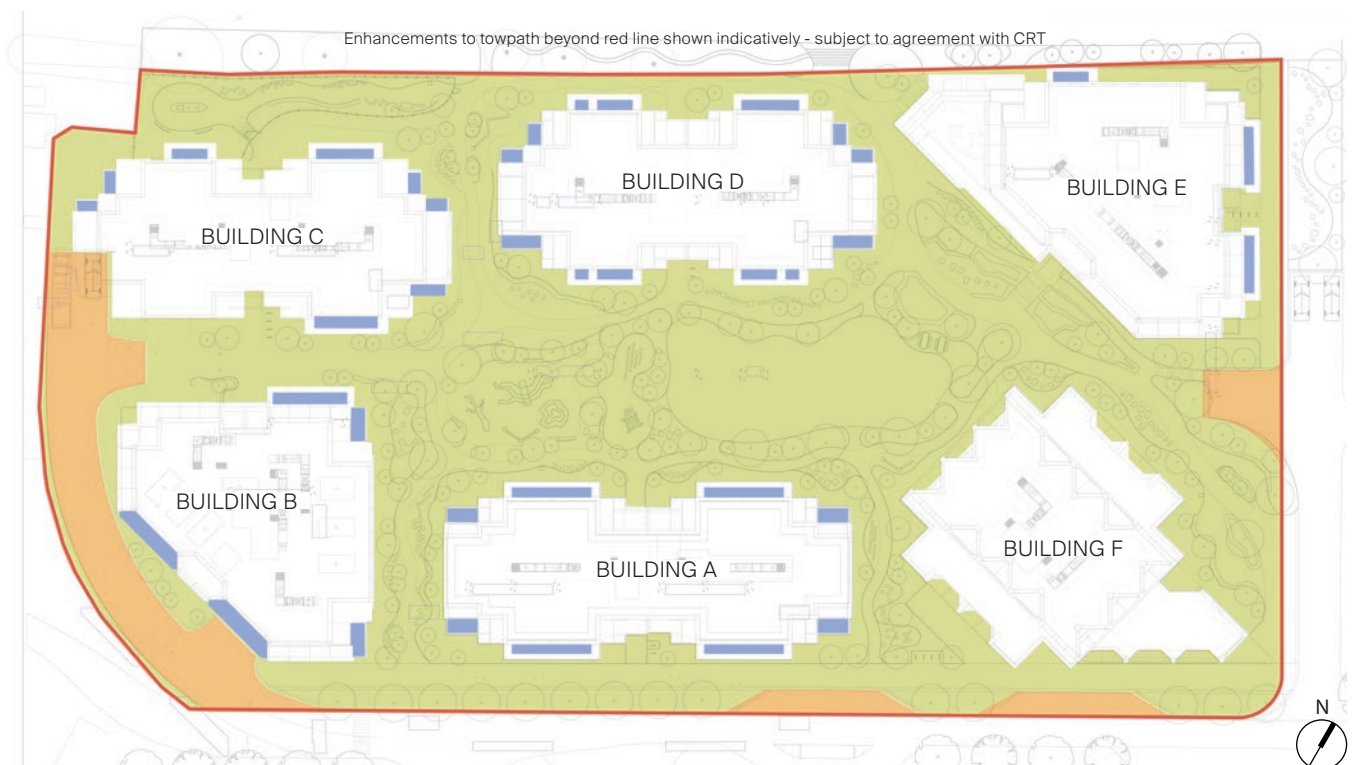 Enhancements to towpath beyond red line shown indicatively - subject to agreement with CRT
BUILDING D
BUILDING E
BUILDING C
BUILDING B
BUILDING A
BUILDING F
N